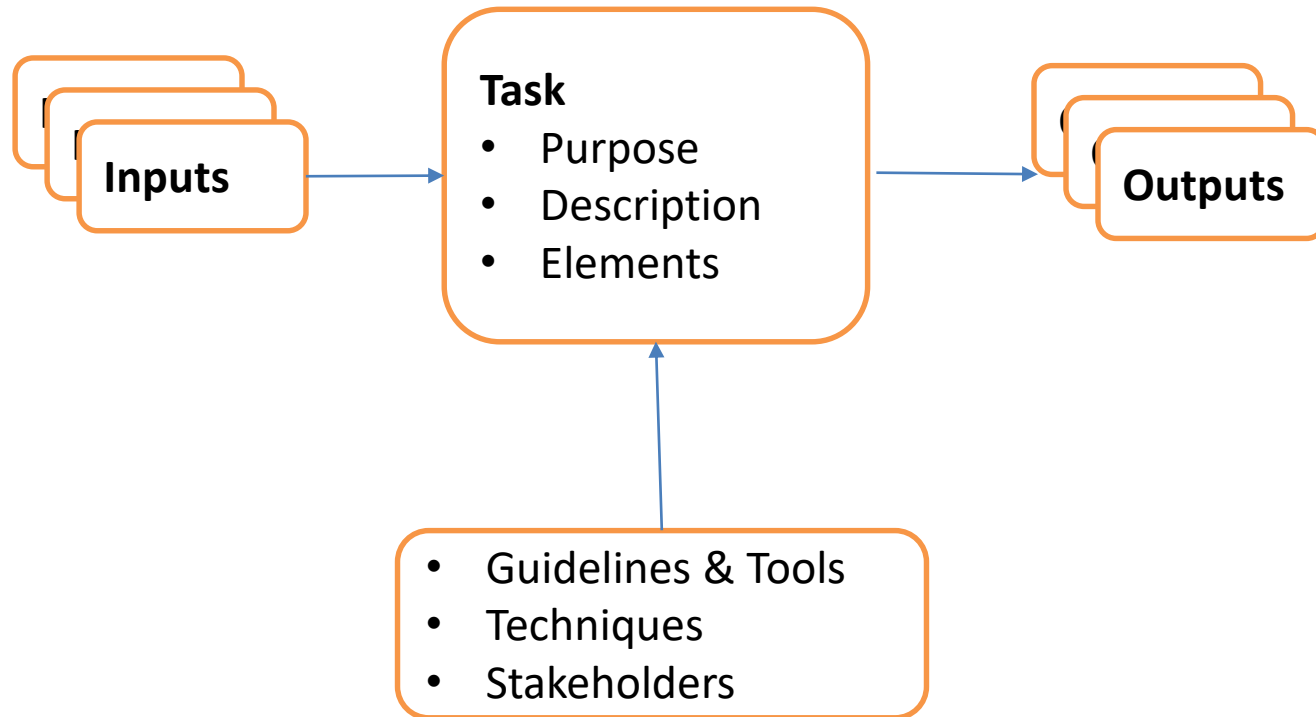 Task
• Purpose
• Description
• Elements
Inputs
Outputs
• Guidelines & Tools
• Techniques
• Stakeholders